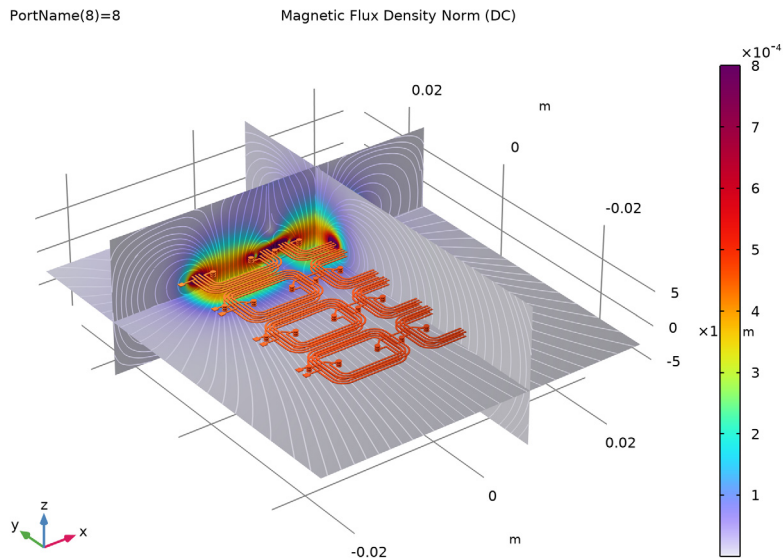 PortName(8)=8
Magnetic Flux Density Norm (DC)
×10⁻⁴
8
7
6
5
4
3
2
1
0.02
m
0
-0.02
5
0
-5
×1
m
0.02
0
-0.02
m
z
y
x